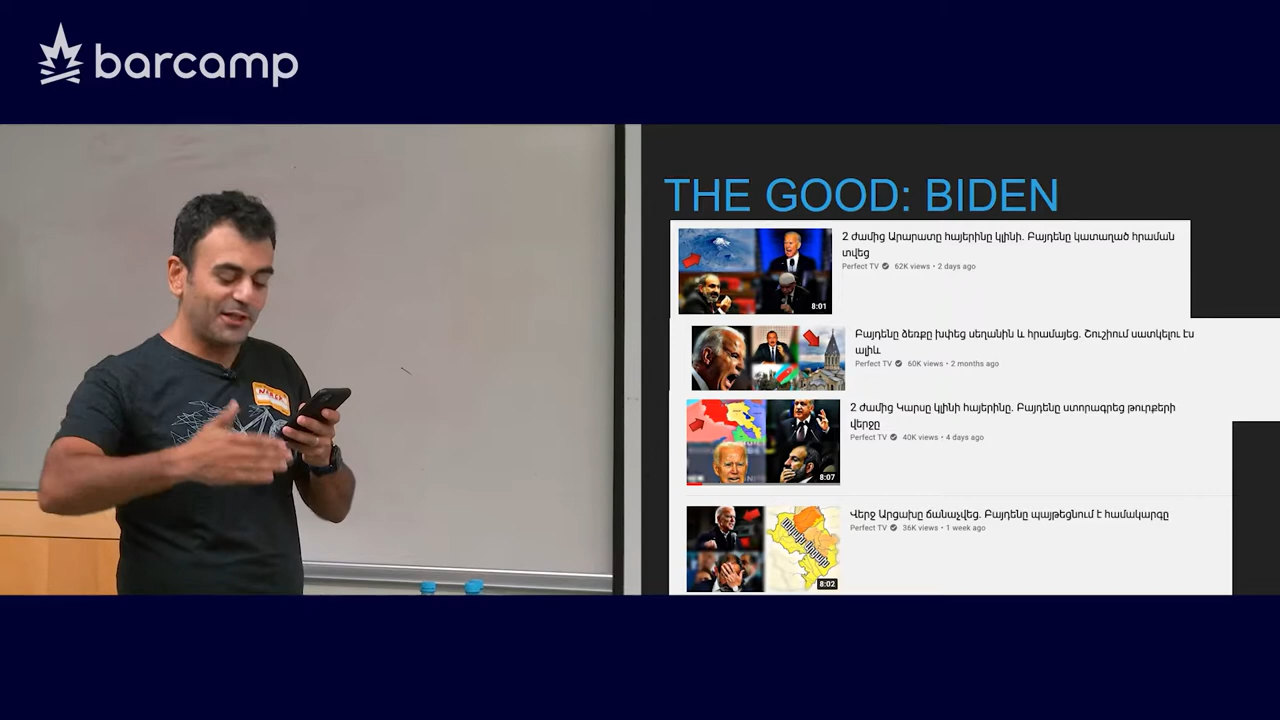 barcamp
THE GOOD: BIDEN
2 ժամից Արարատը հայերինը կլինի. Բայդենը կատաղած հրաման
տվեց
Perfect TV 62K views • 2 days ago
8:01
Բայդենը ձեռքը խփեց սեղանին և հրամայեց. Շուշիում սատկելու էս
ալիև
Perfect TV 60K views • 2 months ago
2 ժամից Կարսը կլինի հայերինը. Բայդենը ստորագրեց թուրքերի
վերջը
Perfect TV 40K views • 4 days ago
8:07
Վերջ Արցախը ճանաչվեց. Բայդենը պայթեցնում է համակարգը
Perfect TV 36K views • 1 week ago
8:02